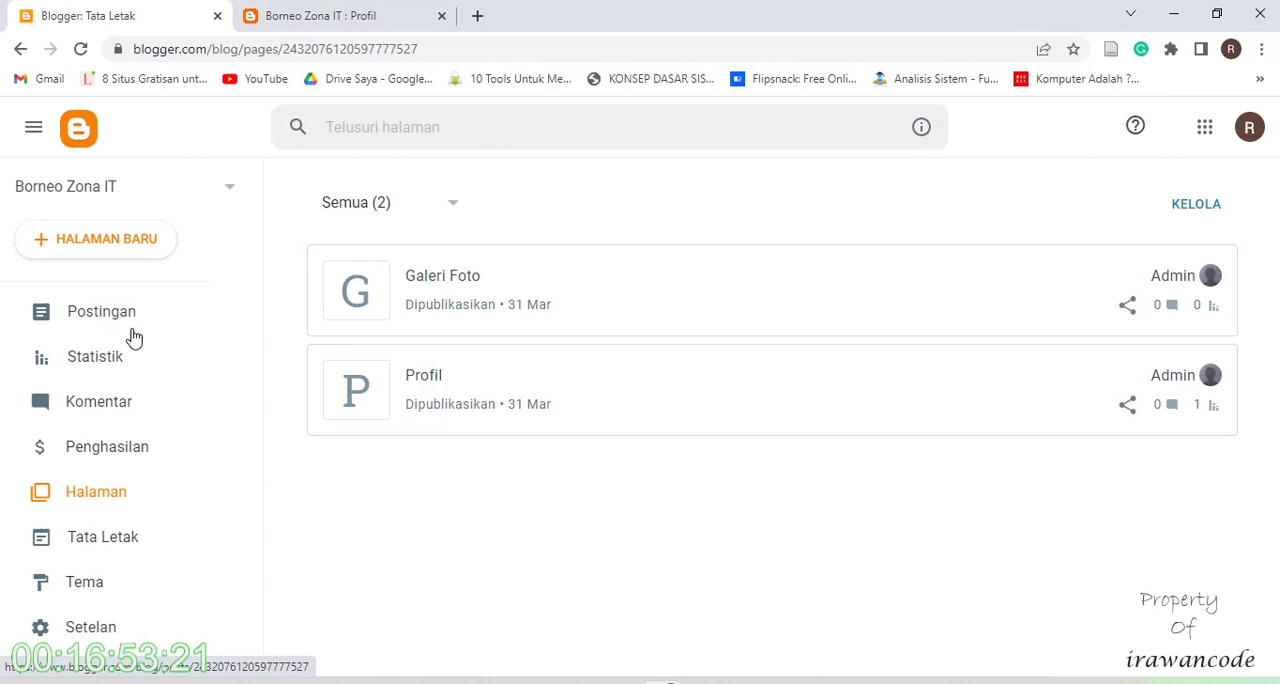 Blogger: Tata Letak
Borneo Zona IT : Profil
blogger.com/blog/pages/2432076120597777527
R
Gmail
8 Situs Gratisan unt...
YouTube
Drive Saya - Google...
10 Tools Untuk Me...
KONSEP DASAR SIS...
Flipsnack: Free Onli...
Analisis Sistem - Fu...
Komputer Adalah ?...
»
Telusuri halaman
R
Borneo Zona IT
+ HALAMAN BARU
Postingan
Statistik
Komentar
Penghasilan
Halaman
Tata Letak
Tema
Setelan
Semua (2)
KELOLA
G
Galeri Foto
Dipublikasikan • 31 Mar
Admin
0
0
P
Profil
Dipublikasikan • 31 Mar
Admin
0
1
Property
Of
irawancode
00:16:53:21